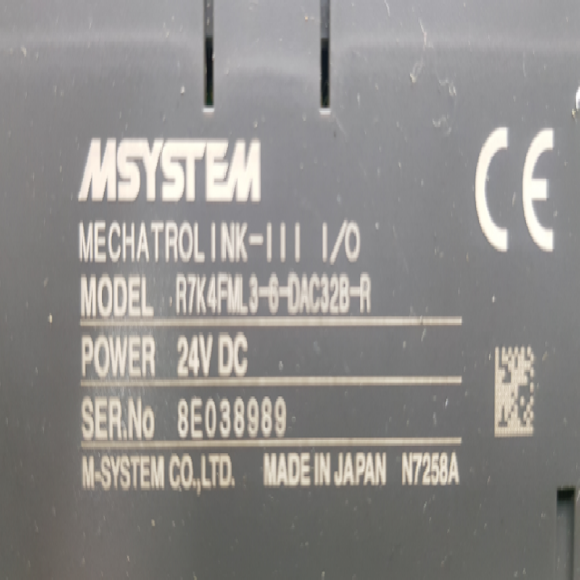 MSYSTEM
CE
MECHATROLINK-III I/O
MODEL R7K4FML3-6-DAC32B-R
POWER 24V DC
SER.No 8E038989
M-SYSTEM CO.,LTD. MADE IN JAPAN N7258A